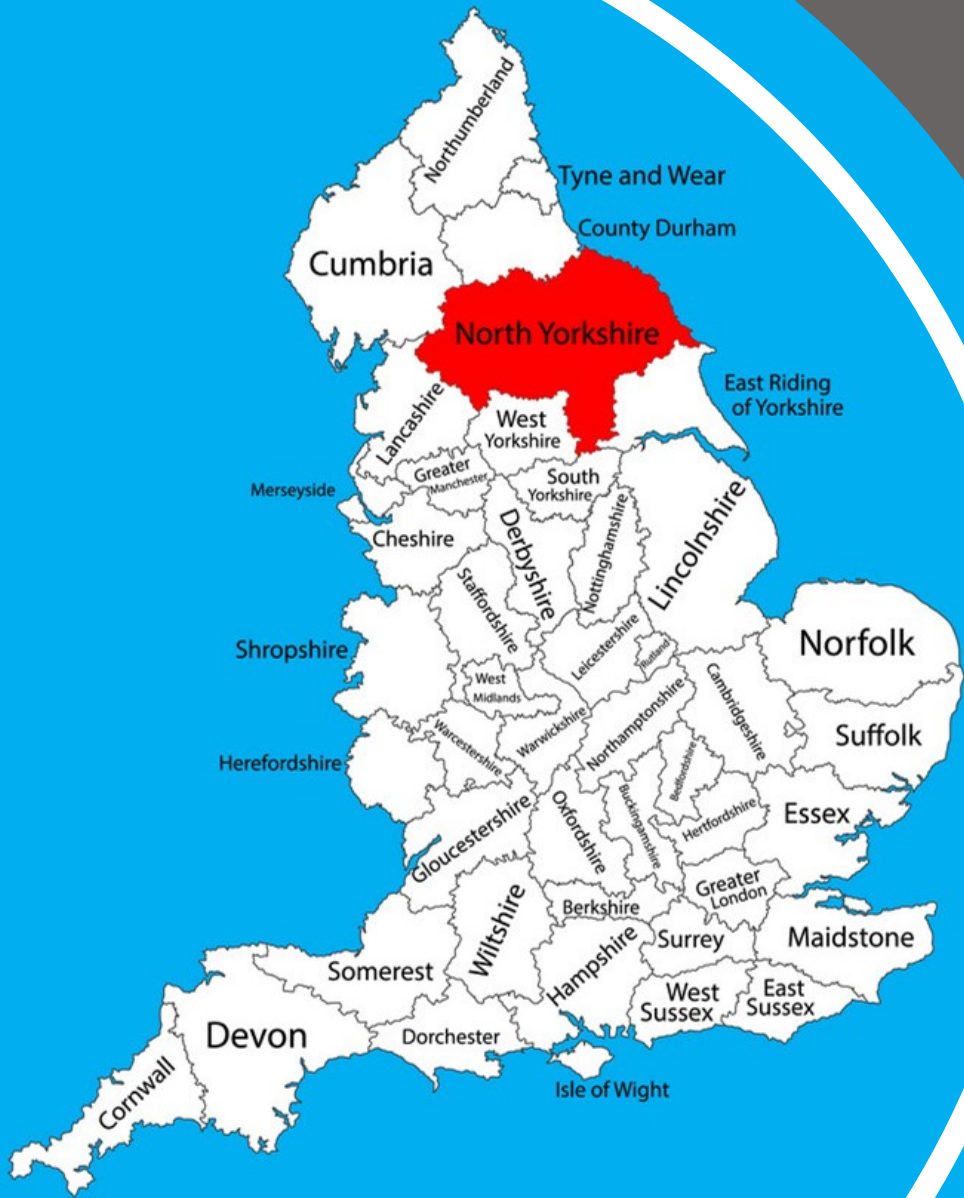 Northumberland
Tyne and Wear
County Durham
Cumbria
North Yorkshire
East Riding
of Yorkshire
Lancashire
West
Yorkshire
Greater
Manchester
South
Yorkshire
Merseyside
Cheshire
Derbyshire
Nottinghamshire
Lincolnshire
Staffordshire
Leicestershire
Rutland
Norfolk
Shropshire
West
Midlands
Cambridgeshire
Suffolk
Herefordshire
Warcestershire
Warwickshire
Northamptonshire
Bedfordshire
Gloucestershire
Oxfordshire
Buckingamshire
Hertfordshire
Essex
Greater
London
Wiltshire
Berkshire
Hampshire
Surrey
Maidstone
Somerest
West
Sussex
East
Sussex
Devon
Dorchester
Cornwall
Isle of Wight